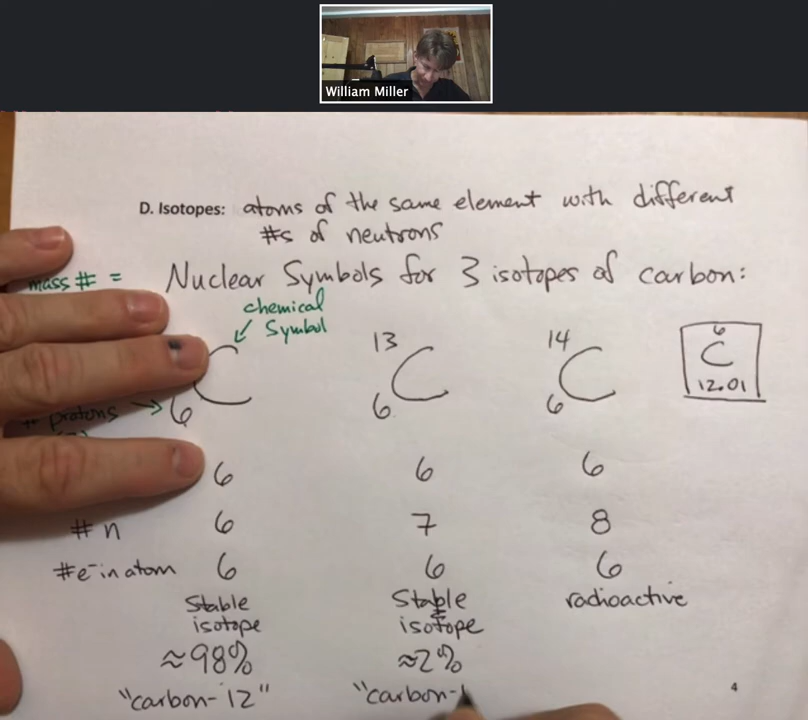 William Miller
D. Isotopes: atoms of the same element with different
#s of neutrons
mass # = Nuclear Symbols for 3 isotopes of carbon:
chemical
Symbol
C 13 C 14 C 6 C 12.01
# protons → 6 6 6
6 6 6
# n 6 7 8
#e⁻ in atom 6 6 6
Stable Stable radioactive
isotope isotope
≈98% ≈2%
"carbon-12" "carbon-
4